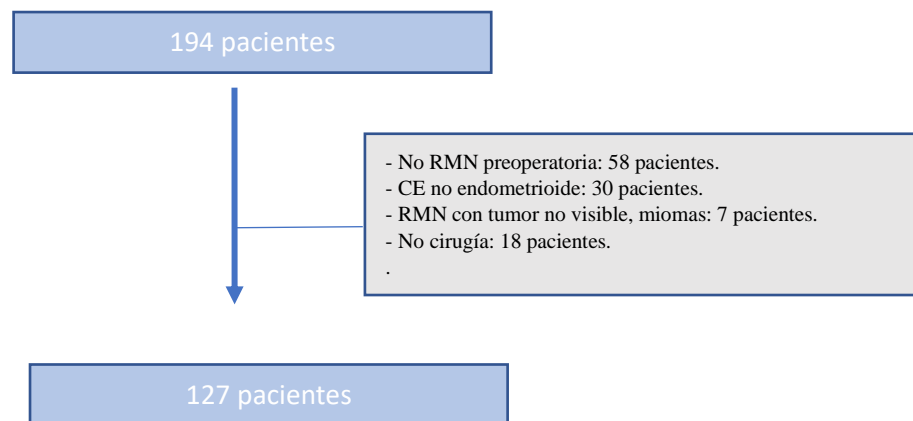 194 pacientes
- No RMN preoperatoria: 58 pacientes.
- CE no endometrioide: 30 pacientes.
- RMN con tumor no visible, miomas: 7 pacientes.
- No cirugía: 18 pacientes.
.
127 pacientes